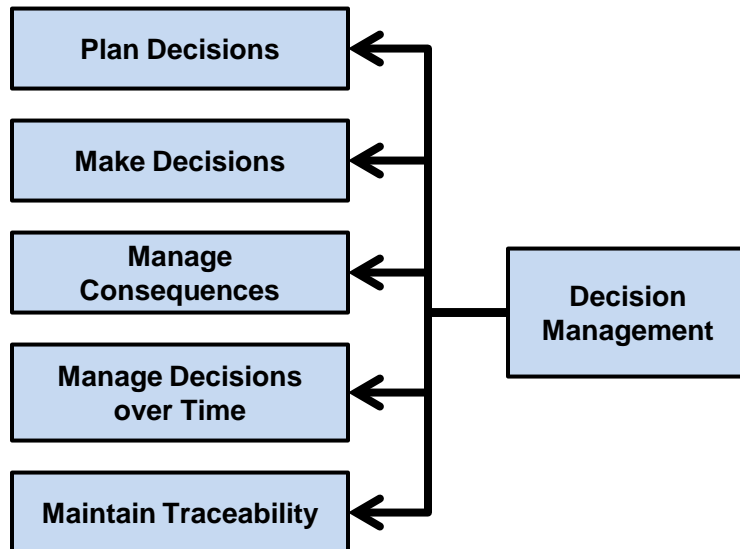 Plan Decisions
Make Decisions
Manage
Consequences
Decision
Management
Manage Decisions
over Time
Maintain Traceability